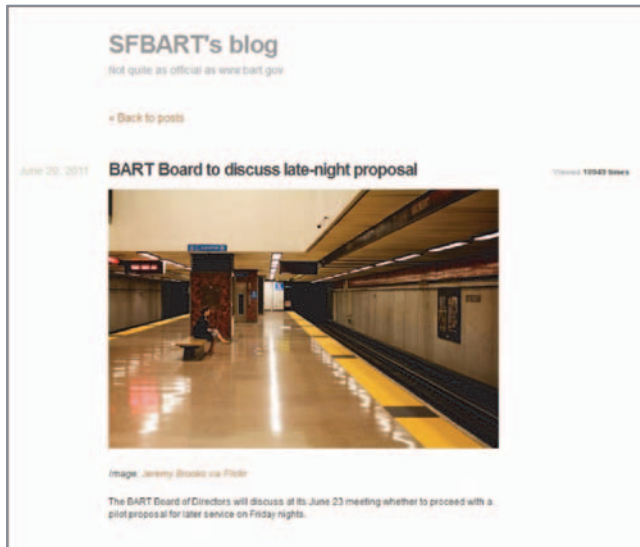 SFBART's blog
Not quite as official as www.bart.gov
« Back to posts
June 20, 2011
BART Board to discuss late-night proposal
Viewed times
Image: Jeremy Brooks via Flickr
The BART Board of Directors will discuss at its June 23 meeting whether to proceed with a
pilot proposal for later service on Friday nights.